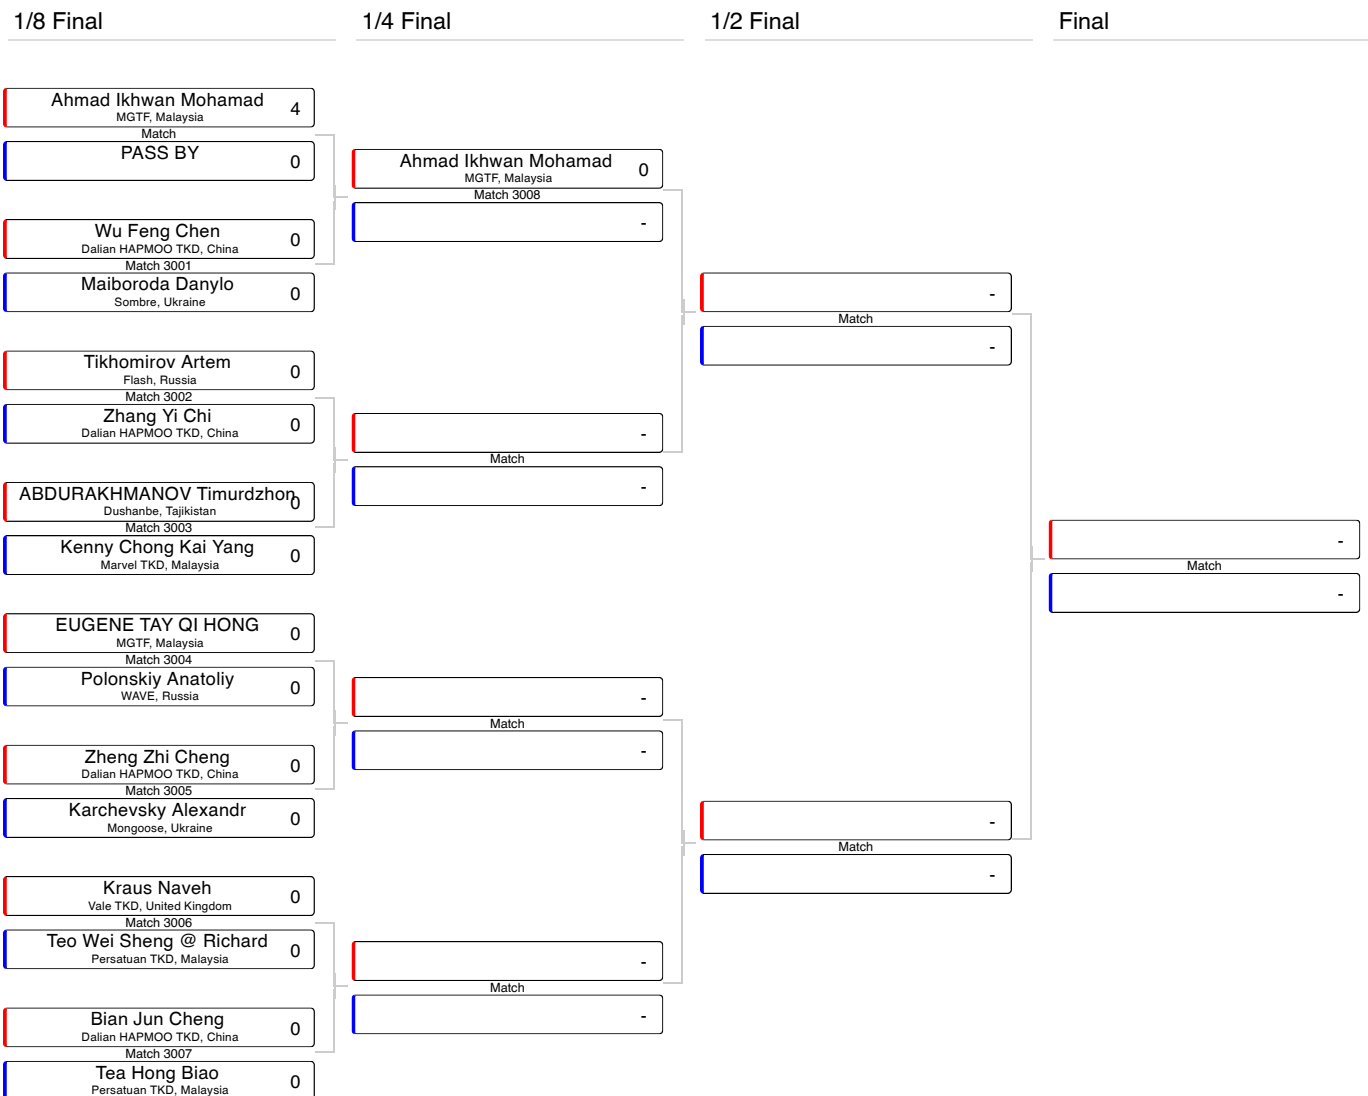 1/8 Final
1/4 Final
1/2 Final
Final
Ahmad Ikhwan Mohamad 4
MGTF, Malaysia
Match
PASS BY 0
Wu Feng Chen 0
Dalian HAPMOO TKD, China
Match 3001
Maiboroda Danylo 0
Sombre, Ukraine
Tikhomirov Artem 0
Flash, Russia
Match 3002
Zhang Yi Chi 0
Dalian HAPMOO TKD, China
ABDURAKHMANOV Timurdzhon 0
Dushanbe, Tajikistan
Match 3003
Kenny Chong Kai Yang 0
Marvel TKD, Malaysia
EUGENE TAY QI HONG 0
MGTF, Malaysia
Match 3004
Polonskiy Anatoliy 0
WAVE, Russia
Zheng Zhi Cheng 0
Dalian HAPMOO TKD, China
Match 3005
Karchevsky Alexandr 0
Mongoose, Ukraine
Kraus Naveh 0
Vale TKD, United Kingdom
Match 3006
Teo Wei Sheng @ Richard 0
Persatuan TKD, Malaysia
Bian Jun Cheng 0
Dalian HAPMOO TKD, China
Match 3007
Tea Hong Biao 0
Persatuan TKD, Malaysia
Ahmad Ikhwan Mohamad 0
MGTF, Malaysia
Match 3008
-
-
Match
-
-
Match
-
-
Match
-
-
Match
-
-
Match
-
-
Match
-